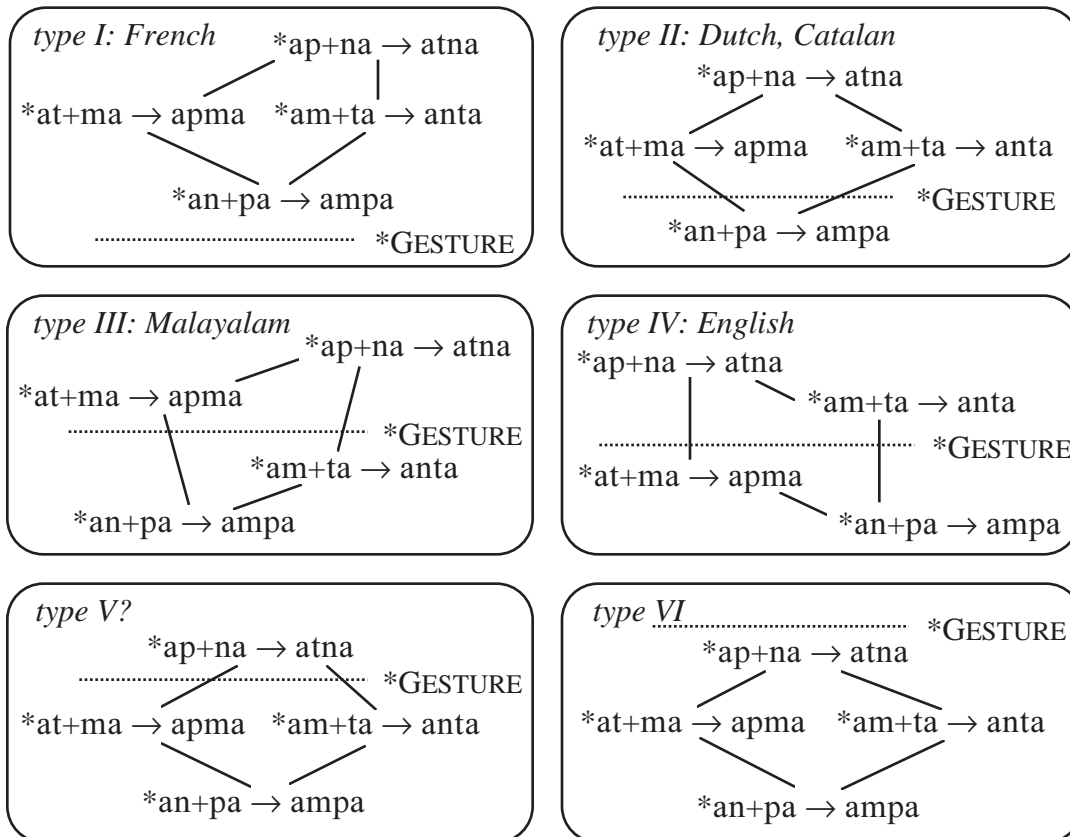 type I: French
*ap+na → atna
*at+ma → apma *am+ta → anta
*an+pa → ampa
*GESTURE
type II: Dutch, Catalan
*ap+na → atna
*at+ma → apma *am+ta → anta
*GESTURE
*an+pa → ampa
type III: Malayalam
*ap+na → atna
*at+ma → apma
*GESTURE
*am+ta → anta
*an+pa → ampa
type IV: English
*ap+na → atna
*am+ta → anta
*GESTURE
*at+ma → apma
*an+pa → ampa
type V?
*ap+na → atna
*GESTURE
*at+ma → apma *am+ta → anta
*an+pa → ampa
type VI
*GESTURE
*ap+na → atna
*at+ma → apma *am+ta → anta
*an+pa → ampa